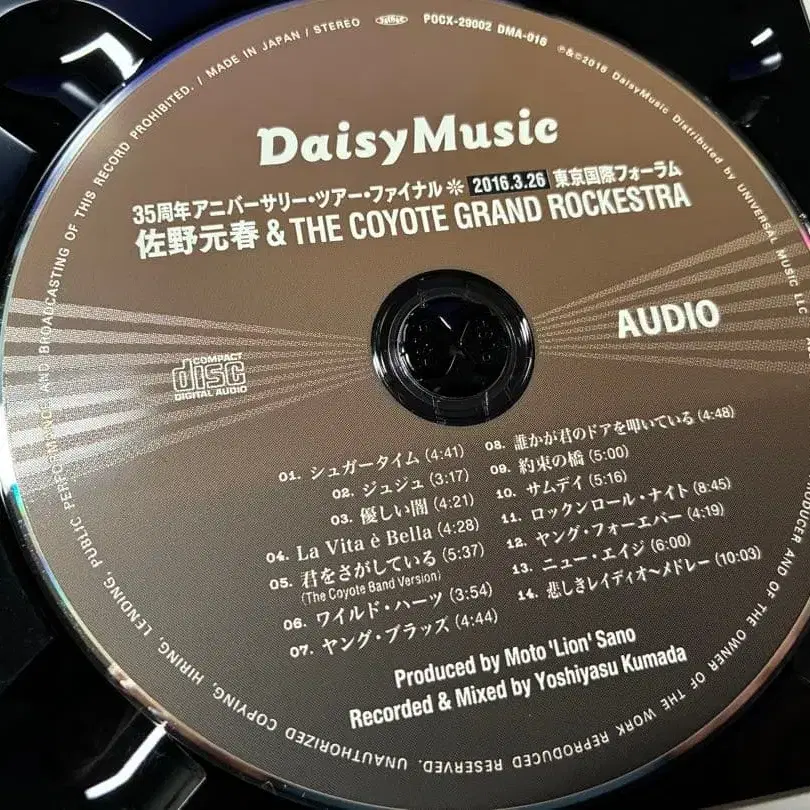 POCX-29002 DMA-016
℗&©2016 DaisyMusic Distributed by UNIVERSAL MUSIC LLC
PRODUCER AND OF THE OWNER OF THE WORK REPRODUCED RESERVED. UNAUTHORIZED COPYING, HIRING, LENDING, PUBLIC PERFORMANCE AND BROADCASTING OF THIS RECORD PROHIBITED. / MADE IN JAPAN / STEREO
DaisyMusic
35周年アニバーサリー・ツアー・ファイナル 2016.3.26 東京国際フォーラム
佐野元春 & THE COYOTE GRAND ROCKESTRA
AUDIO
COMPACT
disc
DIGITAL AUDIO
01. シュガータイム (4:41)
02. ジュジュ (3:17)
03. 優しい闇 (4:21)
04. La Vita è Bella (4:28)
05. 君をさがしている (5:37)
(The Coyote Band Version)
06. ワイルド・ハーツ (3:54)
07. ヤング・ブラッズ (4:44)
08. 誰かが君のドアを叩いている (4:48)
09. 約束の橋 (5:00)
10. サムデイ (5:16)
11. ロックンロール・ナイト (8:45)
12. ヤング・フォーエバー (4:19)
13. ニュー・エイジ (6:00)
14. 悲しきレイディオ〜メドレー (10:03)
Produced by Moto 'Lion' Sano
Recorded & Mixed by Yoshiyasu Kumada